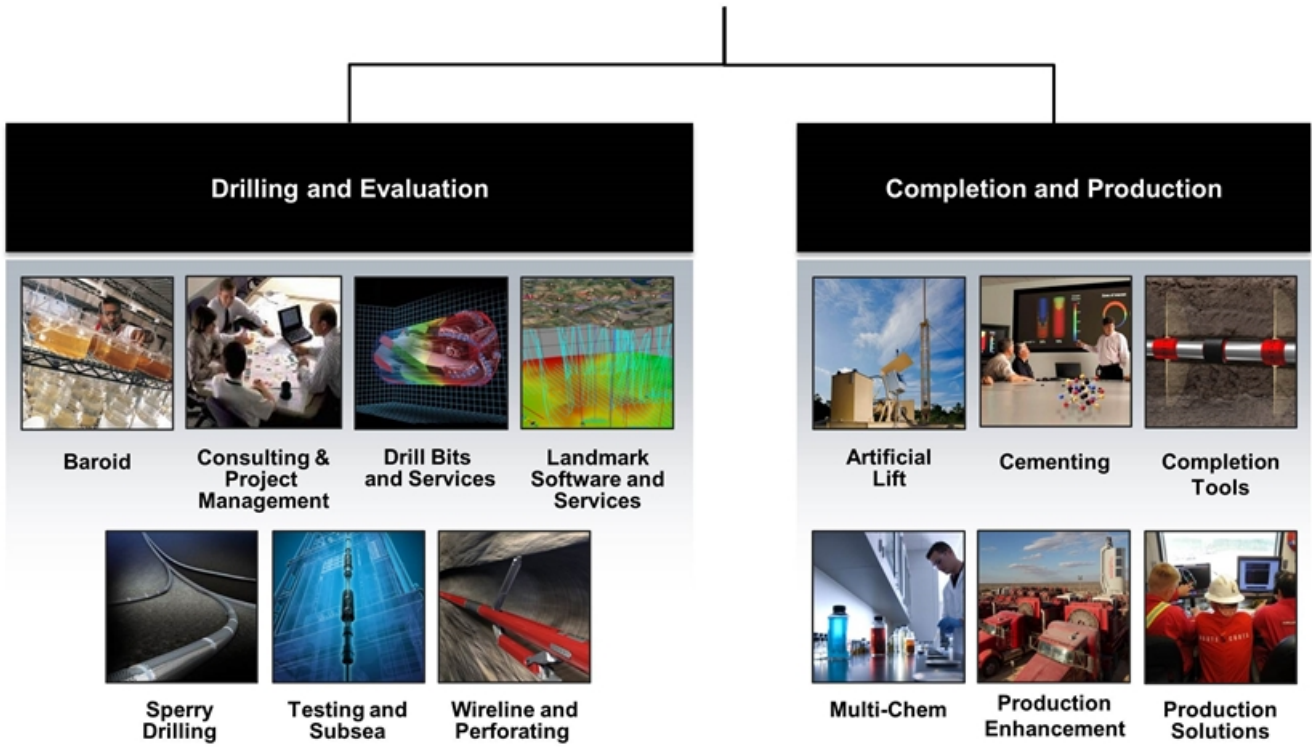 Drilling and Evaluation
Completion and Production
Baroid
Consulting &
Project
Management
Drill Bits
and Services
Landmark
Software and
Services
Artificial
Lift
Cementing
Completion
Tools
Sperry
Drilling
Testing and
Subsea
Wireline and
Perforating
Multi-Chem
Production
Enhancement
Production
Solutions